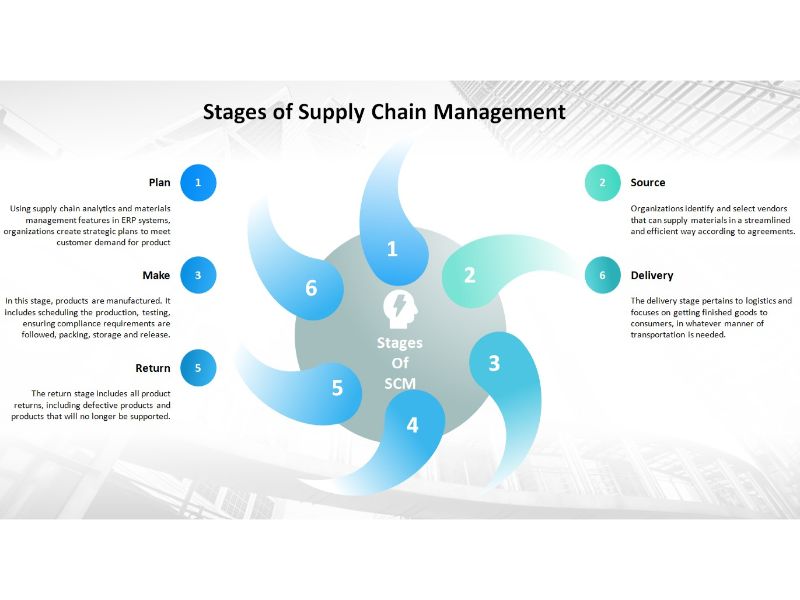 Stages of Supply Chain Management
Plan
1
Using supply chain analytics and materials
management features in ERP systems,
organizations create strategic plans to meet
customer demand for product
Make
3
In this stage, products are manufactured. It
includes scheduling the production, testing,
ensuring compliance requirements are
followed, packing, storage and release.
Return
5
The return stage includes all product
returns, including defective products and
products that will no longer be supported.
1
2
3
4
5
6
Stages
Of
SCM
2
Source
Organizations identify and select vendors
that can supply materials in a streamlined
and efficient way according to agreements.
6
Delivery
The delivery stage pertains to logistics and
focuses on getting finished goods to
consumers, in whatever manner of
transportation is needed.